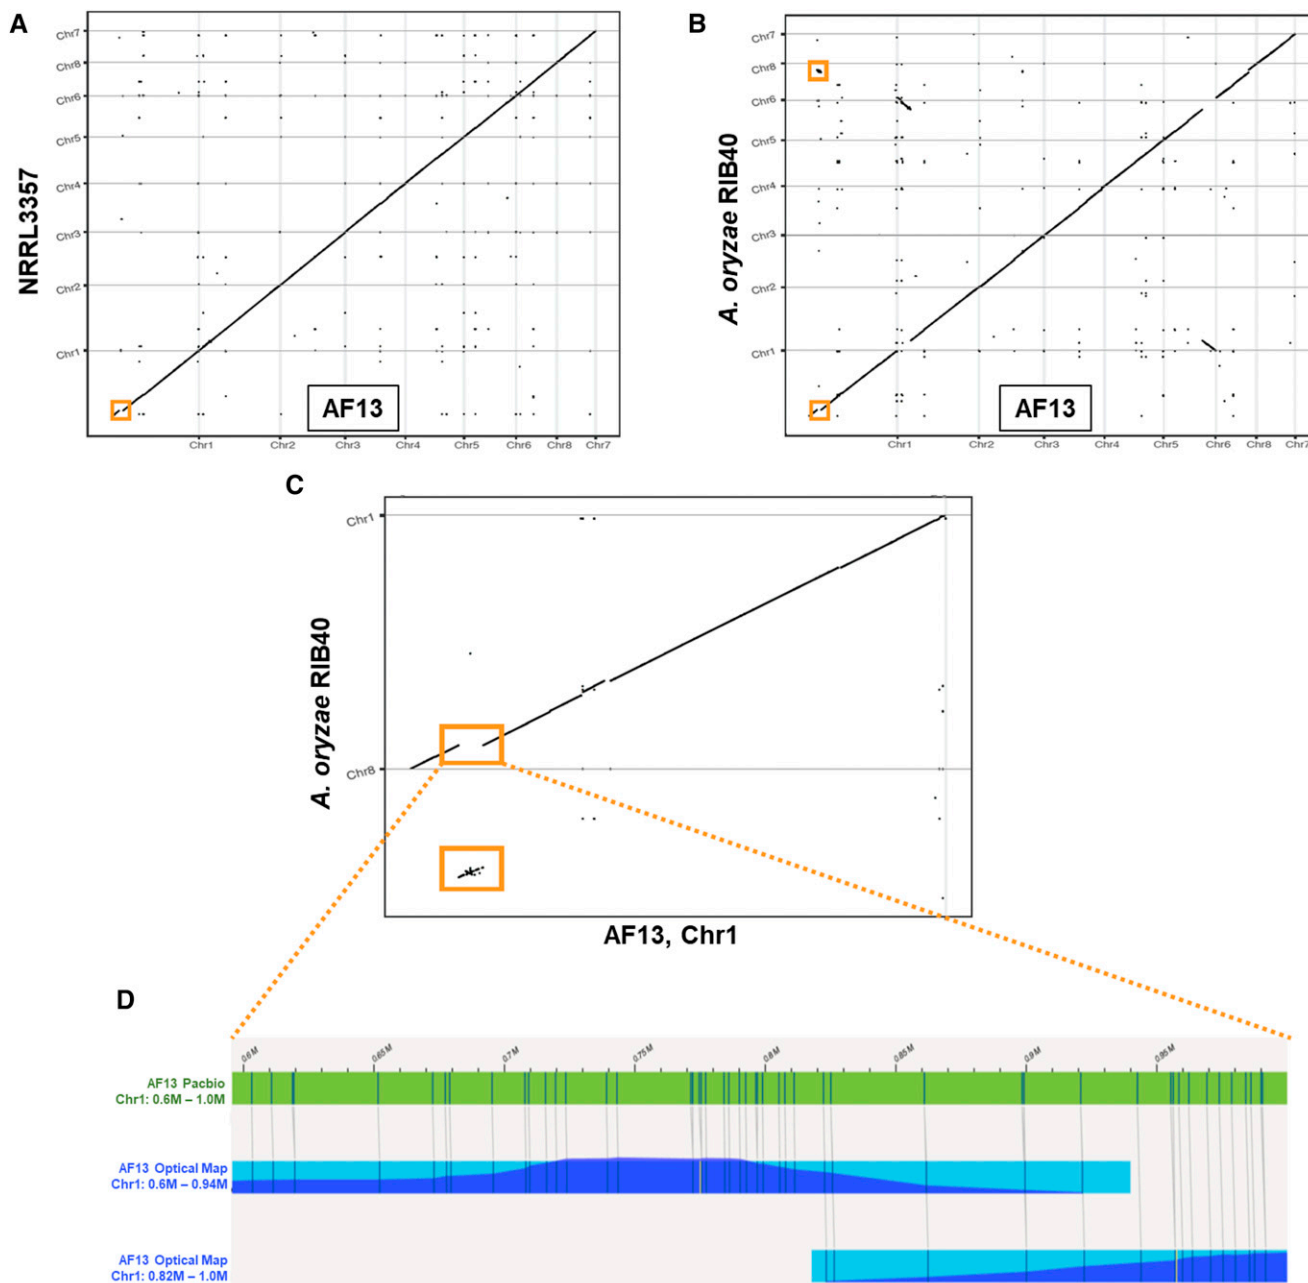 A
NRRL3357
Chr7
Chr8
Chr6
Chr5
Chr4
Chr3
Chr2
Chr1
AF13
Chr1
Chr2
Chr3
Chr4
Chr5
Chr6
Chr8
Chr7
B
A. oryzae RIB40
Chr7
Chr8
Chr6
Chr5
Chr4
Chr3
Chr2
Chr1
AF13
Chr1
Chr2
Chr3
Chr4
Chr5
Chr6
Chr8
Chr7
C
A. oryzae RIB40
Chr1
Chr8
AF13, Chr1
D
0.6M
0.65M
0.7M
0.75M
0.8M
0.85M
0.9M
0.95M
AF13 Pacbio
Chr1: 0.6M – 1.0M
AF13 Optical Map
Chr1: 0.6M – 0.94M
AF13 Optical Map
Chr1: 0.82M – 1.0M